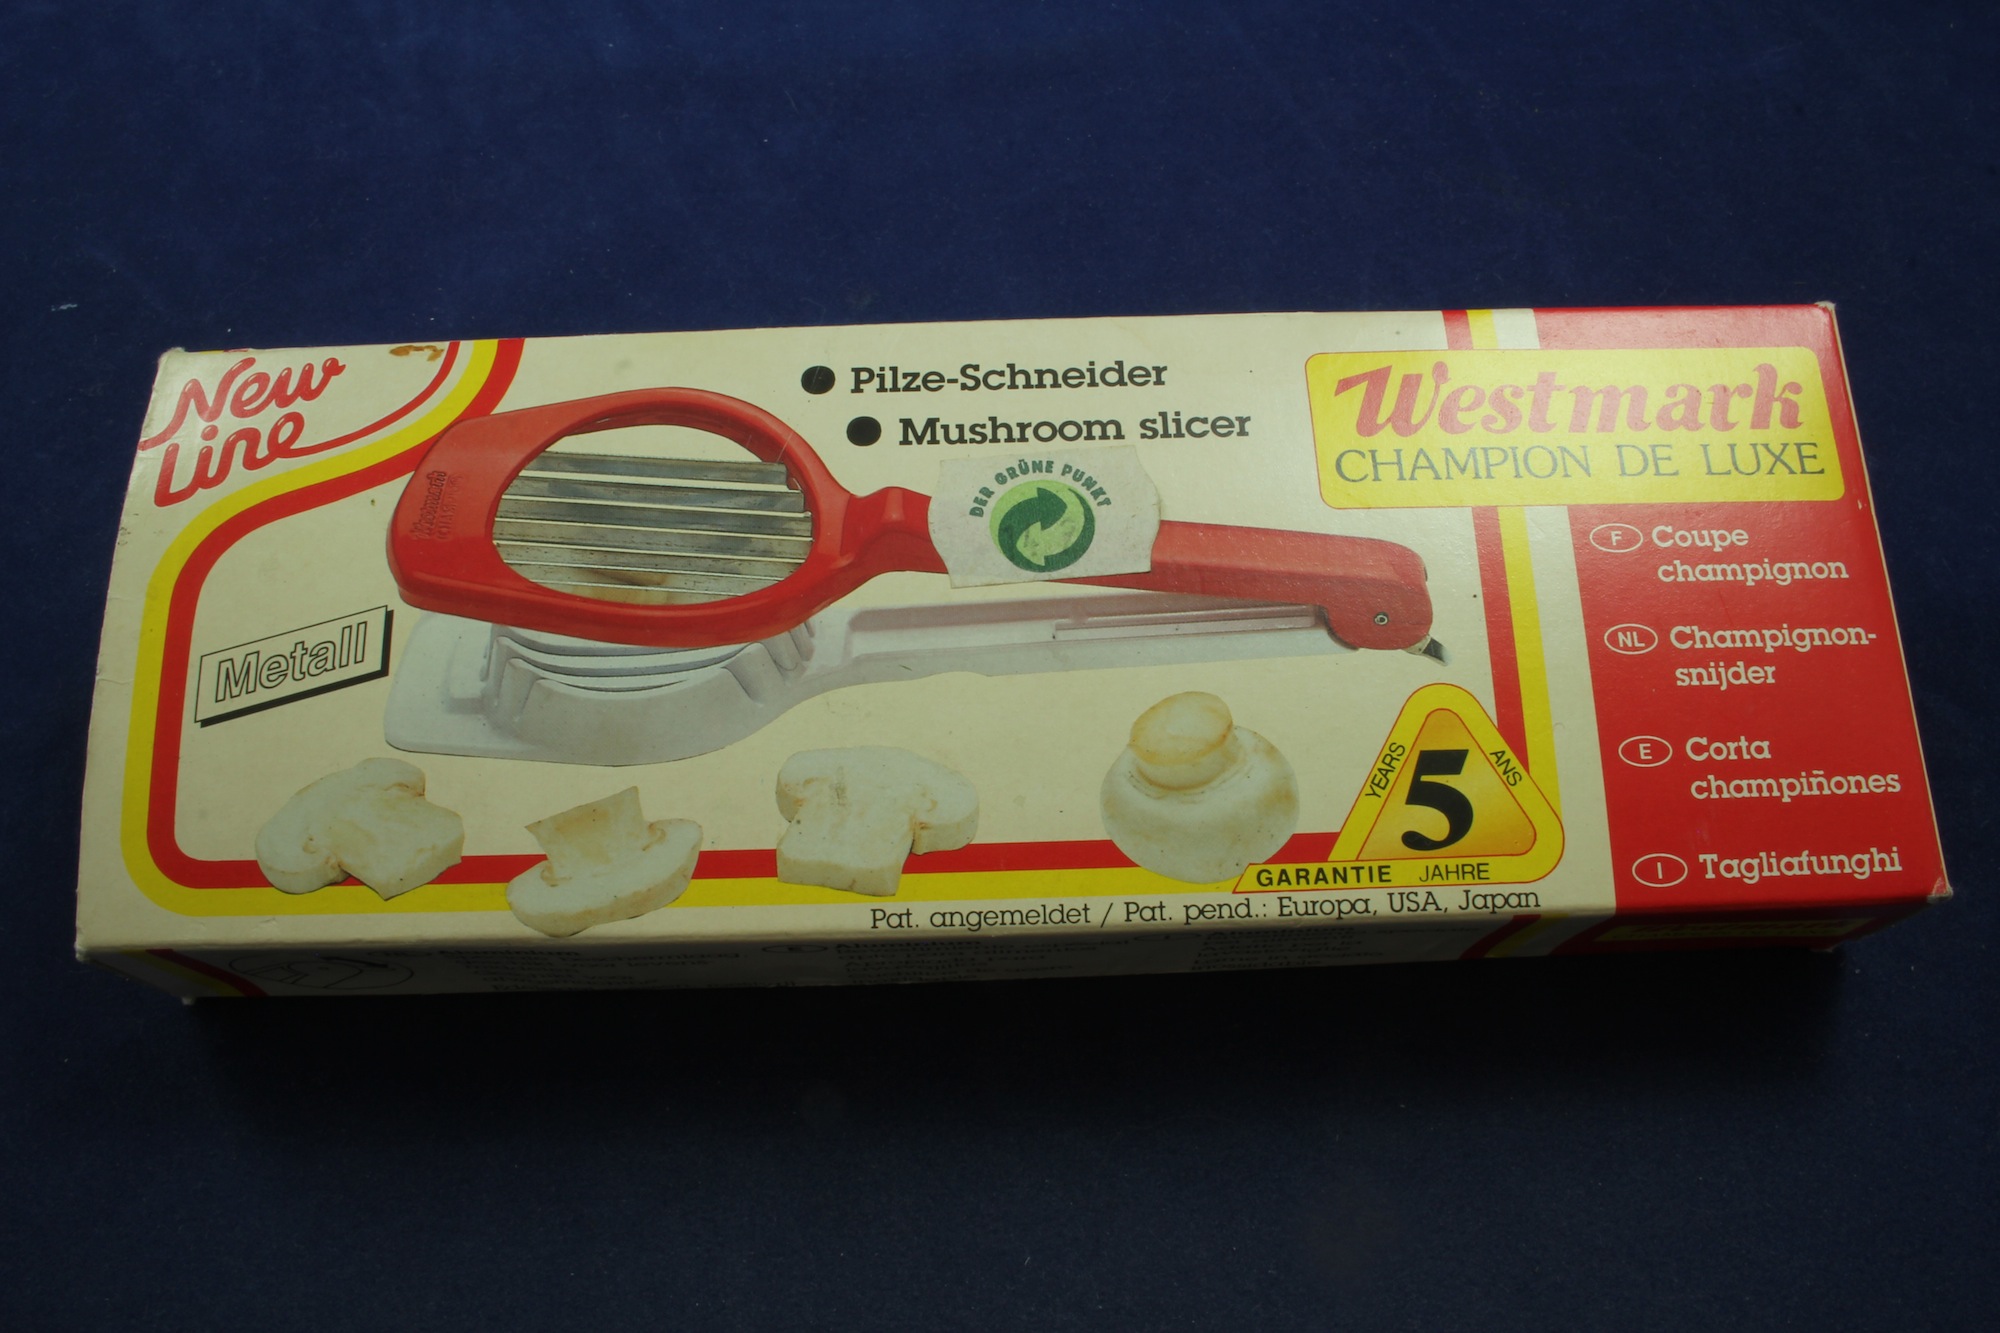 New
Line
Pilze-Schneider
Mushroom slicer
Westmark
CHAMPION DE LUXE
DER GRÜNE PUNKT
Metall
F Coupe
champignon
NL Champignon-
snijder
E Corta
champiñones
I Tagliafunghi
YEARS 5 ANS
GARANTIE JAHRE
Pat. angemeldet / Pat. pend.: Europa, USA, Japan